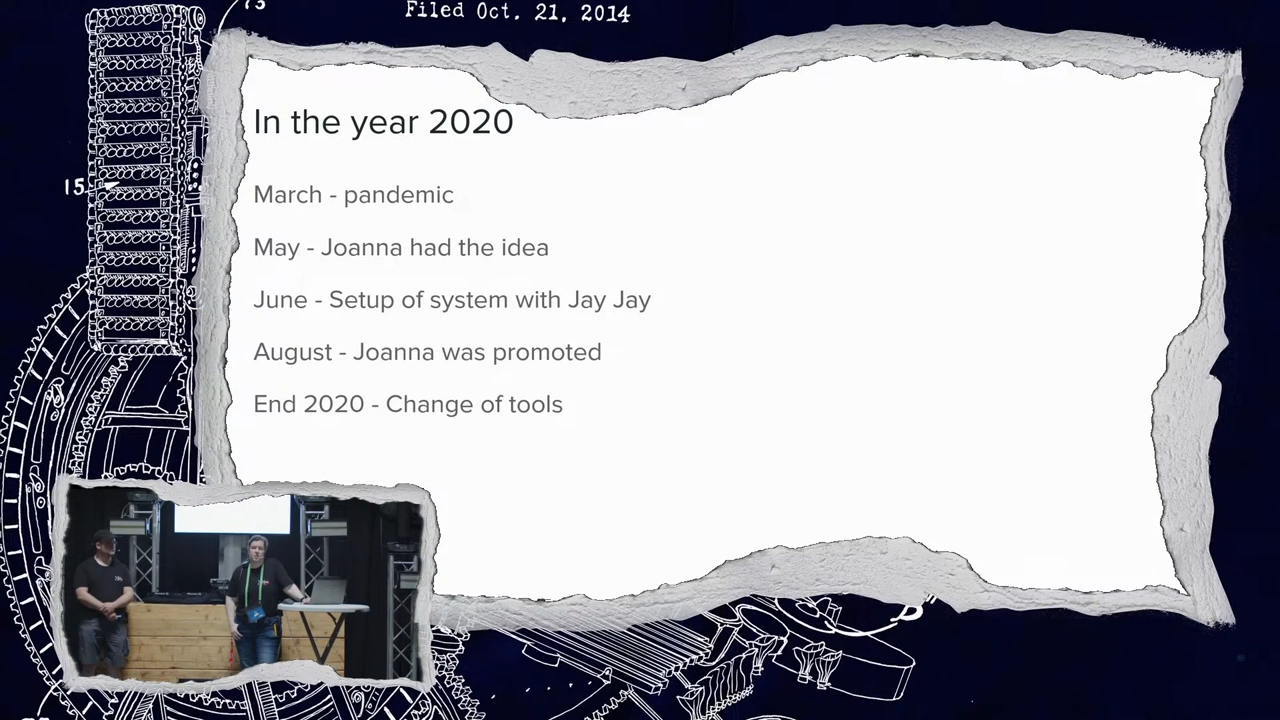 73
Filed Oct. 21, 2014
In the year 2020
15
March - pandemic
May - Joanna had the idea
June - Setup of system with Jay Jay
August - Joanna was promoted
End 2020 - Change of tools